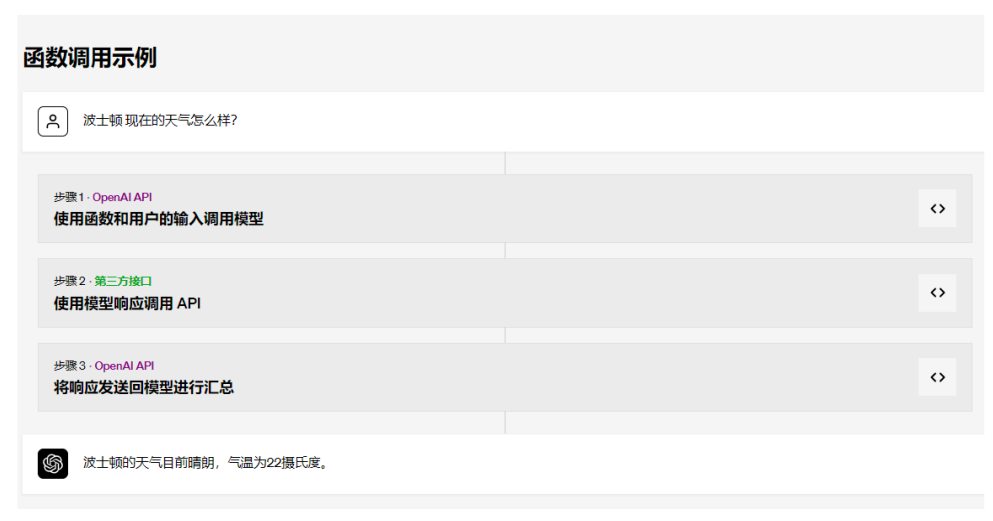 函数调用示例
波士顿 现在的天气怎么样?
步骤 1 · OpenAI API
使用函数和用户的输入调用模型
步骤 2 · 第三方接口
使用模型响应调用 API
步骤 3 · OpenAI API
将响应发送回模型进行汇总
波士顿的天气目前晴朗，气温为22摄氏度。